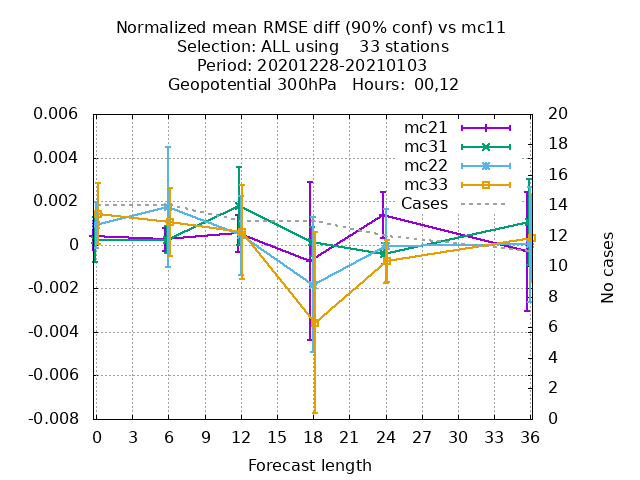 Normalized mean RMSE diff (90% conf) vs mc11
Selection: ALL using    33 stations
Period: 20201228-20210103
Geopotential 300hPa   Hours: 00,12
0.006
0.004
0.002
0
-0.002
-0.004
-0.006
-0.008
mc21
mc31
mc22
mc33
Cases
20
18
16
14
12
10
8
6
4
2
0
No cases
0 3 6 9 12 15 18 21 24 27 30 33 36
Forecast length